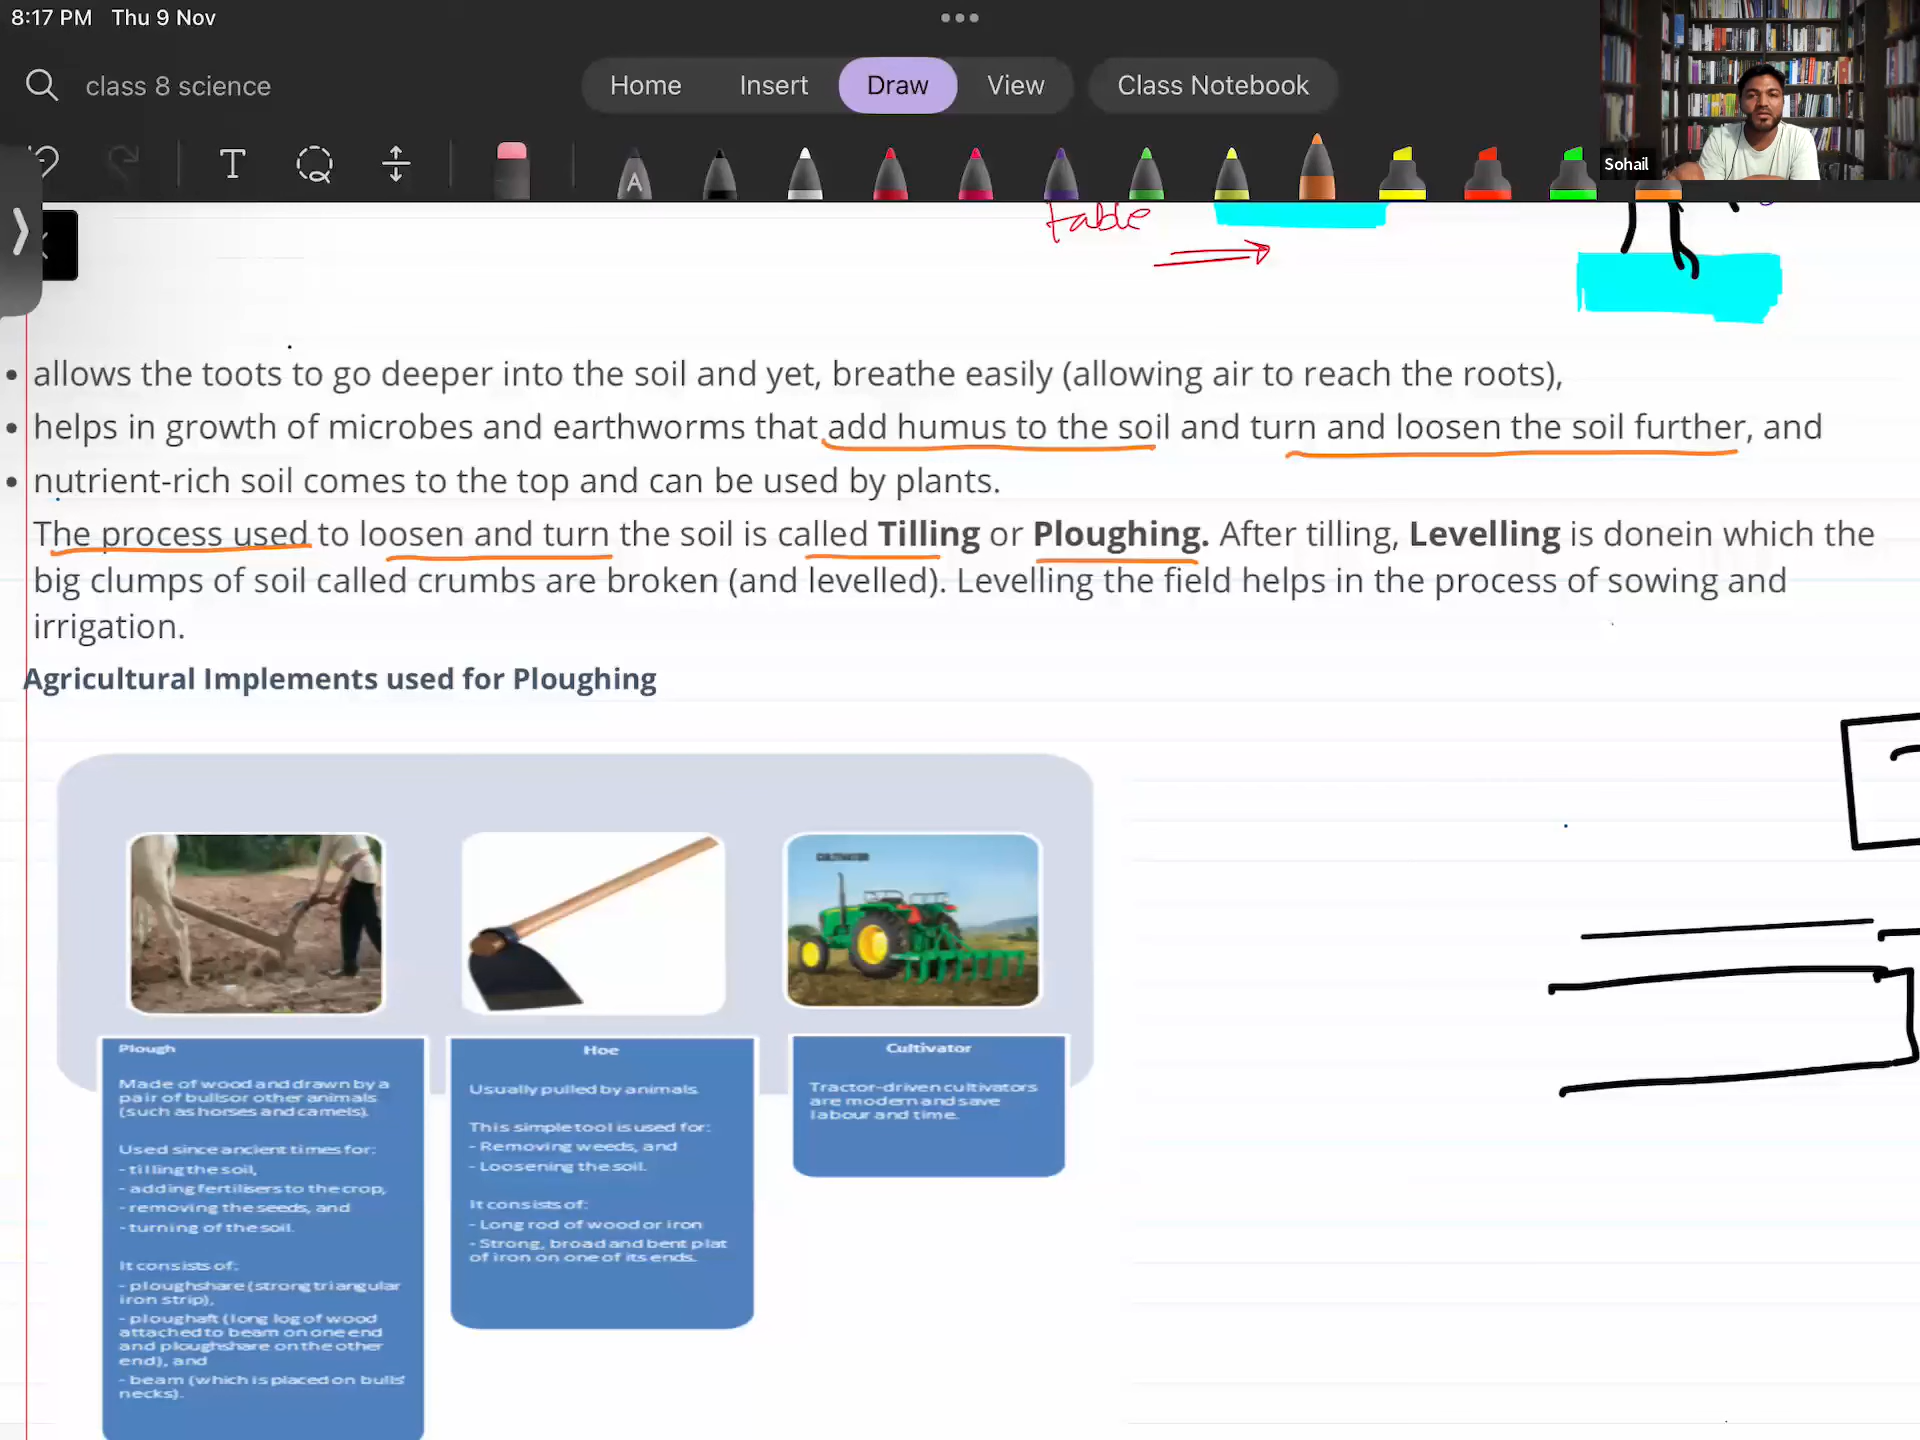 8:17 PM Thu 9 Nov
class 8 science
Home Insert Draw View Class Notebook
T
A
Sohail
table
• allows the toots to go deeper into the soil and yet, breathe easily (allowing air to reach the roots),
• helps in growth of microbes and earthworms that add humus to the soil and turn and loosen the soil further, and
• nutrient-rich soil comes to the top and can be used by plants.
The process used to loosen and turn the soil is called Tilling or Ploughing. After tilling, Levelling is donein which the
big clumps of soil called crumbs are broken (and levelled). Levelling the field helps in the process of sowing and
irrigation.
Agricultural Implements used for Ploughing
CULTIVATOR
Plough
Made of wood and drawn by a
pair of bullsor other animals
(such as horses and camels).
Used since ancient times for:
- tilling the soil,
- adding fertilisers to the crop,
- removing the seeds, and
- turning of the soil.
It consists of:
- ploughshare (strong triangular
iron strip),
- ploughaft (long log of wood
attached to beam on one end
and ploughshare on the other
end), and
- beam (which is placed on bulls'
necks).
Hoe
Usually pulled by animals.
This simple tool is used for:
- Removing weeds, and
- Loosening the soil.
It consists of:
- Long rod of wood or iron
- Strong, broad and bent plat
of iron on one of its ends.
Cultivator
Tractor-driven cultivators
are modern and save
labour and time.